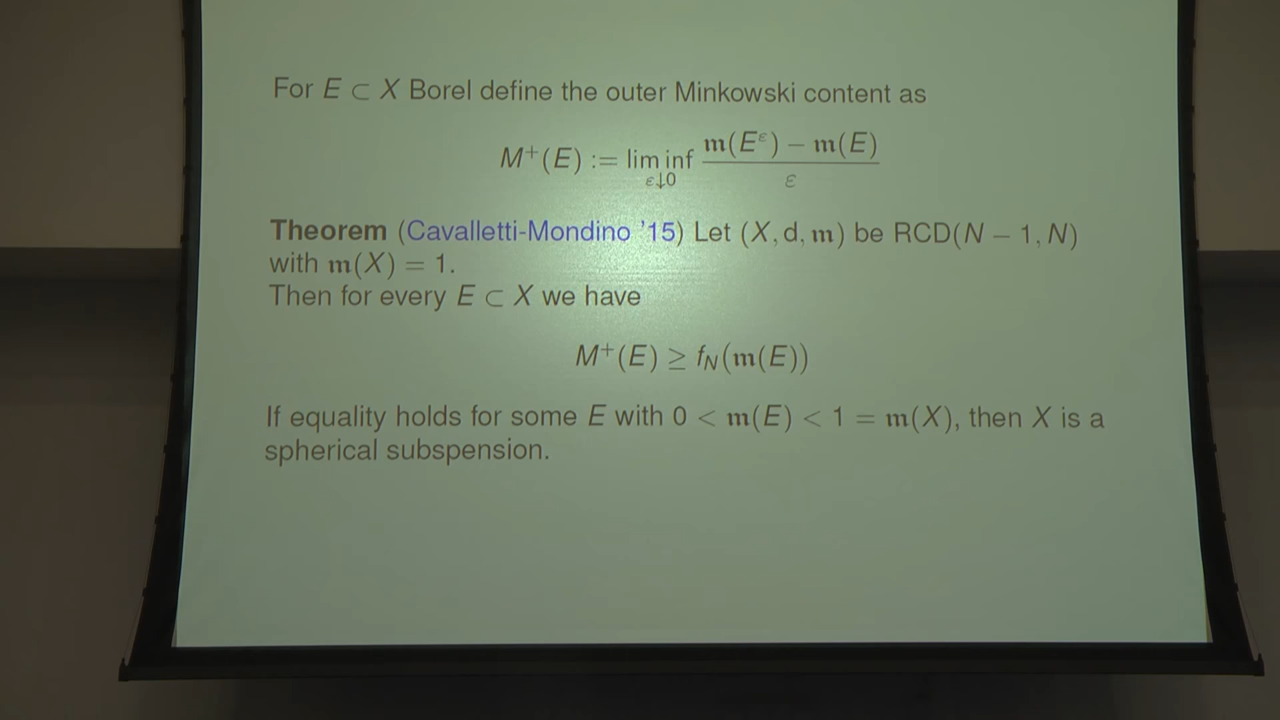 For E ⊂ X Borel define the outer Minkowski content as
M⁺(E) := lim inf_{ε↓0} (𝔪(E^ε) − 𝔪(E)) / ε
Theorem (Cavalletti-Mondino '15) Let (X, d, 𝔪) be RCD(N − 1, N)
with 𝔪(X) = 1.
Then for every E ⊂ X we have
M⁺(E) ≥ f_N(𝔪(E))
If equality holds for some E with 0 < 𝔪(E) < 1 = 𝔪(X), then X is a
spherical subspension.